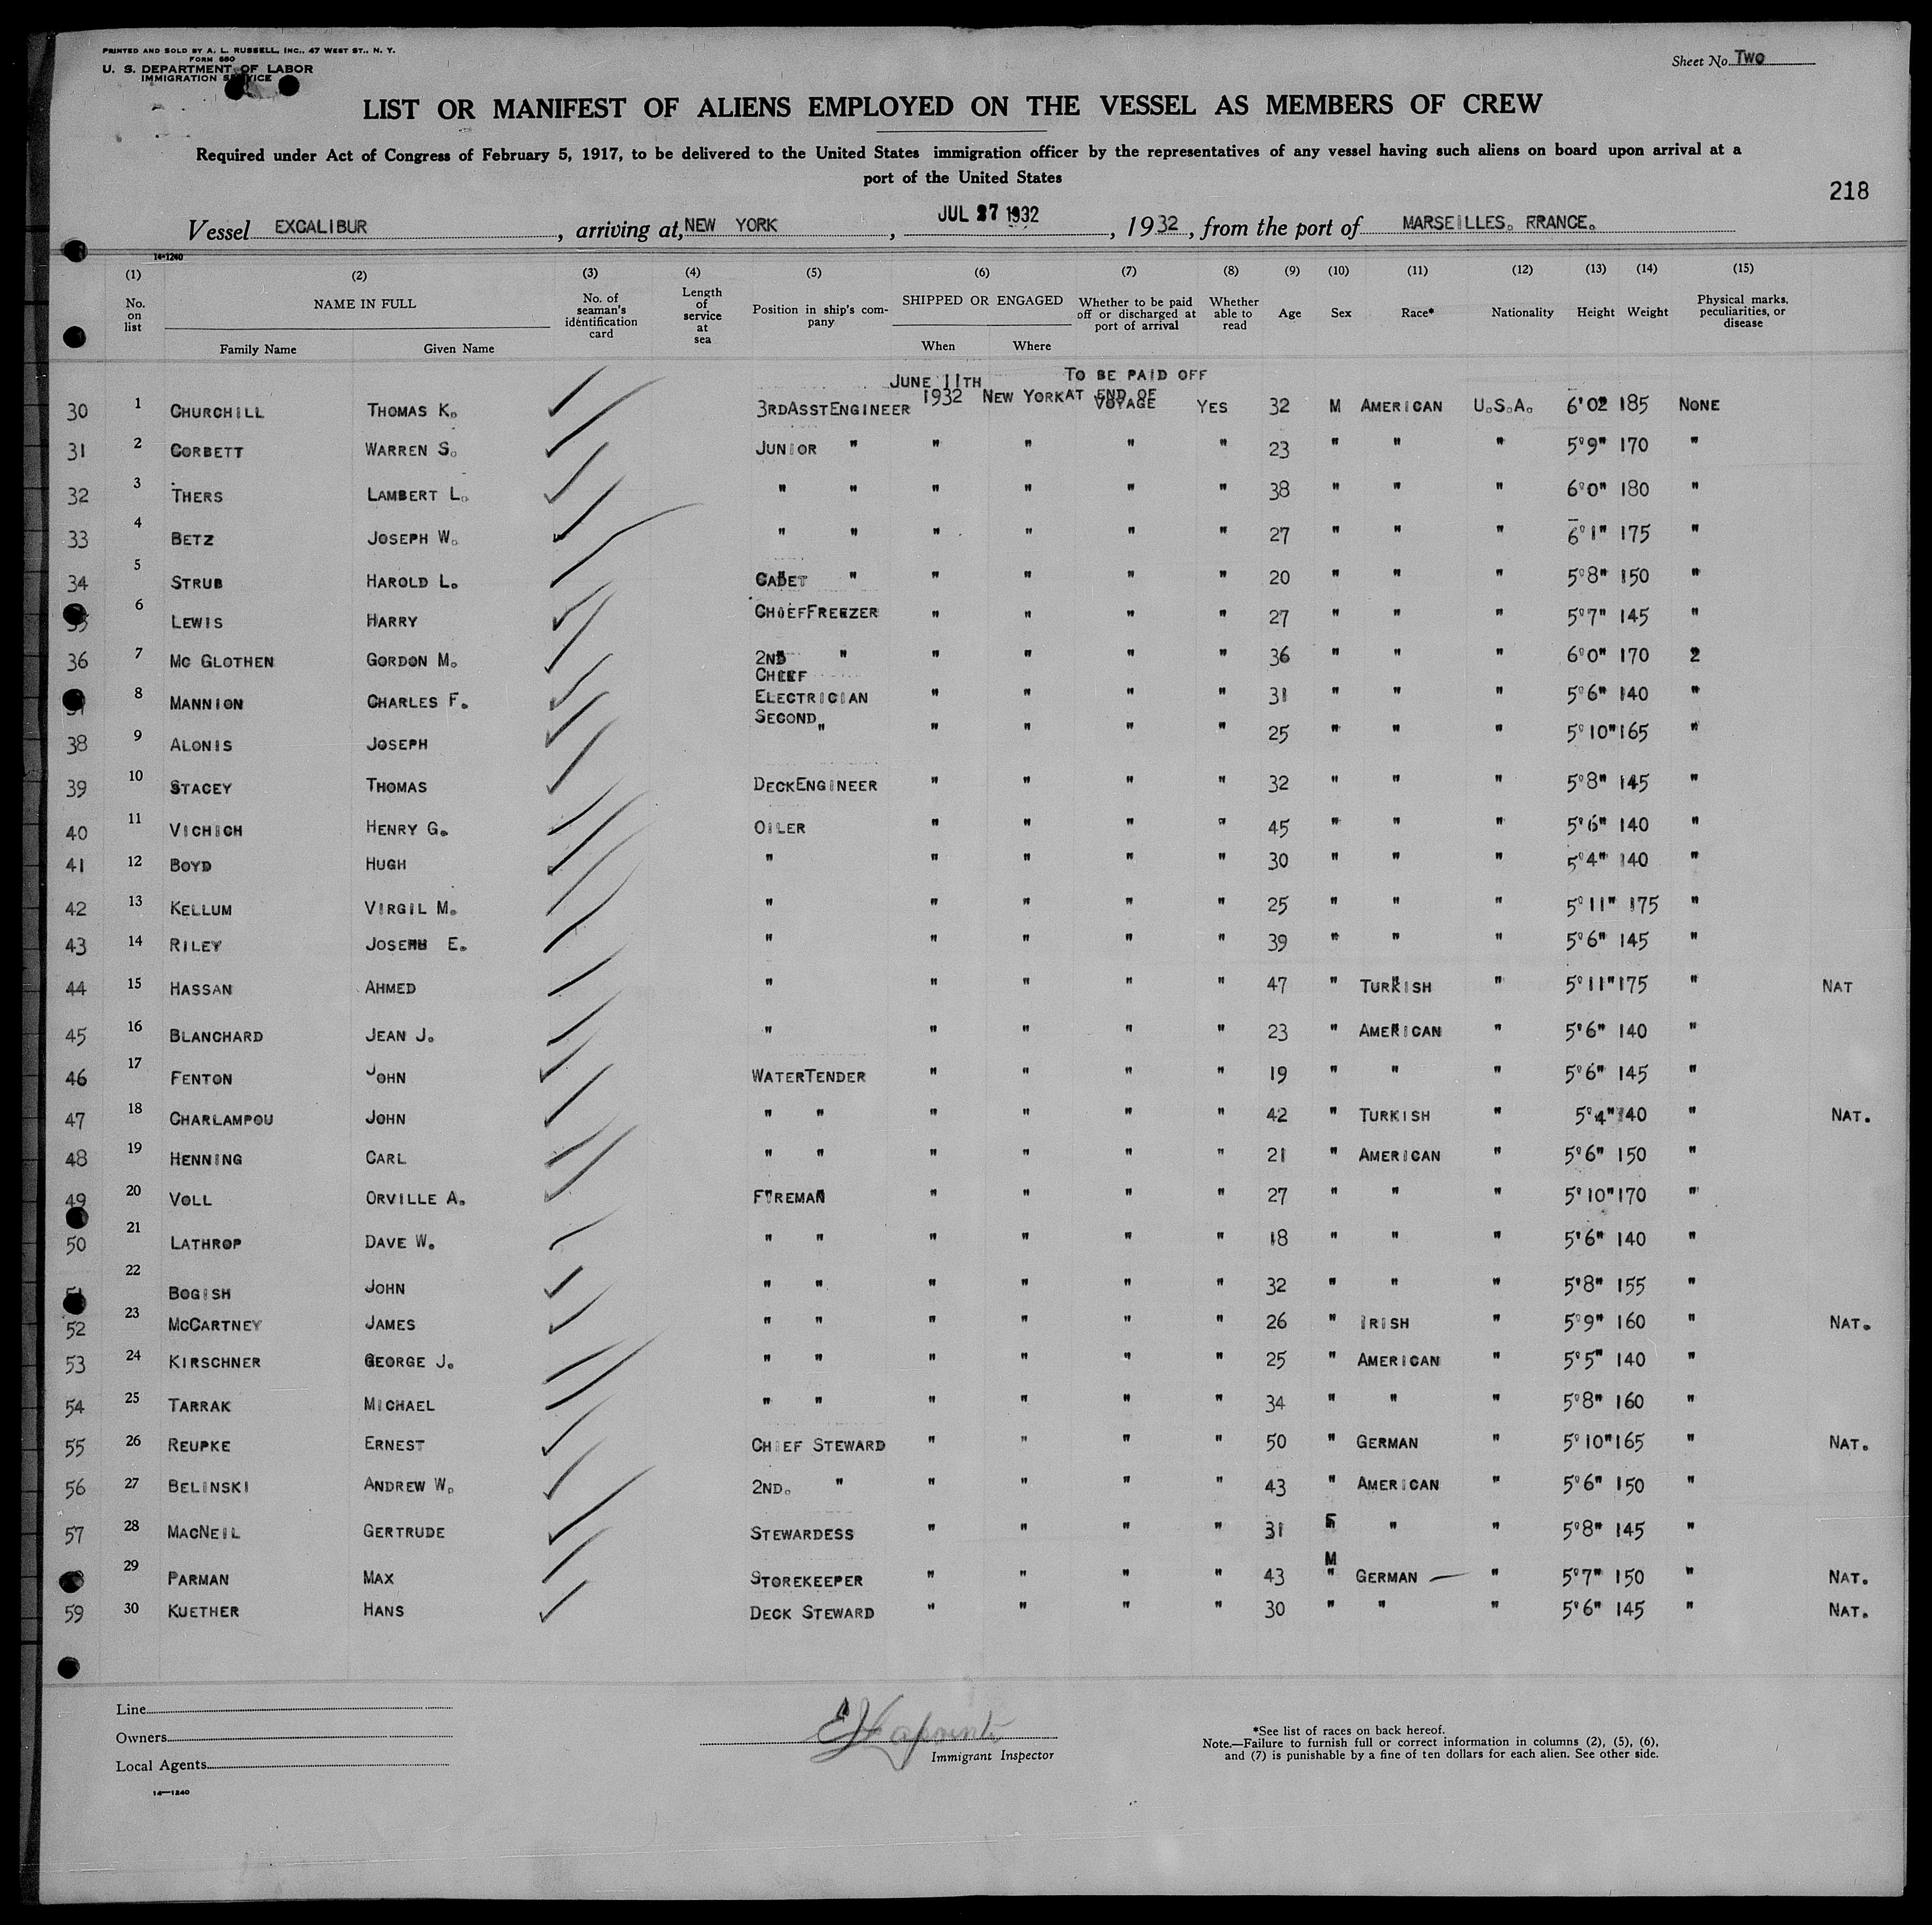 PRINTED AND SOLD BY A. L. RUSSELL, INC., 47 WEST ST., N. Y.
FORM 680
U. S. DEPARTMENT OF LABOR
IMMIGRATION SERVICE
Sheet No. Two
LIST OR MANIFEST OF ALIENS EMPLOYED ON THE VESSEL AS MEMBERS OF CREW
Required under Act of Congress of February 5, 1917, to be delivered to the United States immigration officer by the representatives of any vessel having such aliens on board upon arrival at a
port of the United States
218
Vessel EXCALIBUR, arriving at, NEW YORK, JUL 27 1932, 1932, from the port of MARSEILLES. RRANCE.
14-1240
(1) (2) (3) (4) (5) (6) (7) (8) (9) (10) (11) (12) (13) (14) (15)
No. on list NAME IN FULL Family Name Given Name No. of seaman's identification card Length of service at sea Position in ship's company SHIPPED OR ENGAGED When Where Whether to be paid off or discharged at port of arrival Whether able to read Age Sex Race* Nationality Height Weight Physical marks, peculiarities, or disease
JUNE 11TH TO BE PAID OFF
30 1 CHURCHILL THOMAS K. 3RDASSTENGINEER 1932 NEW YORK AT END OF VOYAGE YES 32 M AMERICAN U.S.A. 6'02 185 NONE
31 2 CORBETT WARREN S. JUNIOR " " " " " 23 " " " 5'9" 170 "
32 3 THERS LAMBERT L. " " " " " " 38 " " " 6'0" 180 "
33 4 BETZ JOSEPH W. " " " " " " 27 " " " 6'1" 175 "
34 5 STRUB HAROLD L. CADET " " " " " 20 " " " 5'8" 150 "
35 6 LEWIS HARRY CHIEFFREEZER " " " " 27 " " " 5'7" 145 "
36 7 MC GLOTHEN GORDON M. 2ND " " " " " 36 " " " 6'0" 170 2
CHIEF
8 MANNION CHARLES F. ELECTRICIAN " " " " 31 " " " 5'6" 140 "
38 9 ALONIS JOSEPH SECOND " " " " " 25 " " " 5'10" 165 "
39 10 STACEY THOMAS DECKENGINEER " " " " 32 " " " 5'8" 145 "
40 11 VICHICH HENRY G. OILER " " " " 45 " " " 5'6" 140 "
41 12 BOYD HUGH " " " " " 30 " " " 5'4" 140 "
42 13 KELLUM VIRGIL M. " " " " " 25 " " " 5'11" 175 "
43 14 RILEY JOSEPH E. " " " " " 39 " " " 5'6" 145 "
44 15 HASSAN AHMED " " " " " 47 " TURKISH " 5'11" 175 " NAT
45 16 BLANCHARD JEAN J. " " " " " 23 " AMERICAN " 5'6" 140 "
46 17 FENTON JOHN WATERTENDER " " " " 19 " " " 5'6" 145 "
47 18 CHARLAMPOU JOHN " " " " " " 42 " TURKISH " 5'4" 140 " NAT.
48 19 HENNING CARL " " " " " " 21 " AMERICAN " 5'6" 150 "
49 20 VOLL ORVILLE A. FIREMAN " " " " 27 " " " 5'10" 170 "
50 21 LATHROP DAVE W. " " " " " " 18 " " " 5'6" 140 "
51 22 BOGISH JOHN " " " " " " 32 " " " 5'8" 155 "
52 23 MCCARTNEY JAMES " " " " " " 26 " IRISH " 5'9" 160 " NAT.
53 24 KIRSCHNER GEORGE J. " " " " " " 25 " AMERICAN " 5'5" 140 "
54 25 TARRAK MICHAEL " " " " " " 34 " " " 5'8" 160 "
55 26 REUPKE ERNEST CHIEF STEWARD " " " " 50 " GERMAN " 5'10" 165 " NAT.
56 27 BELINSKI ANDREW W. 2ND. " " " " " 43 " AMERICAN " 5'6" 150 "
57 28 MACNEIL GERTRUDE STEWARDESS " " " " 31 F " " 5'8" 145 "
29 PARMAN MAX STOREKEEPER " " " " 43 M " GERMAN " 5'7" 150 " NAT.
59 30 KUETHER HANS DECK STEWARD " " " " 30 " " " 5'6" 145 " NAT.
Line
Owners
Local Agents
14-1240
Immigrant Inspector
*See list of races on back hereof.
Note.—Failure to furnish full or correct information in columns (2), (5), (6),
and (7) is punishable by a fine of ten dollars for each alien. See other side.